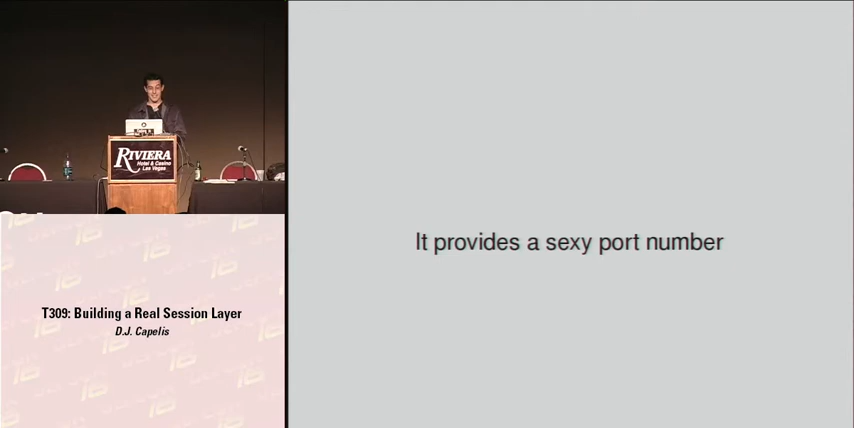 RIVIERA
Hotel & Casino
Las Vegas
T309: Building a Real Session Layer
D.J. Capelis
It provides a sexy port number